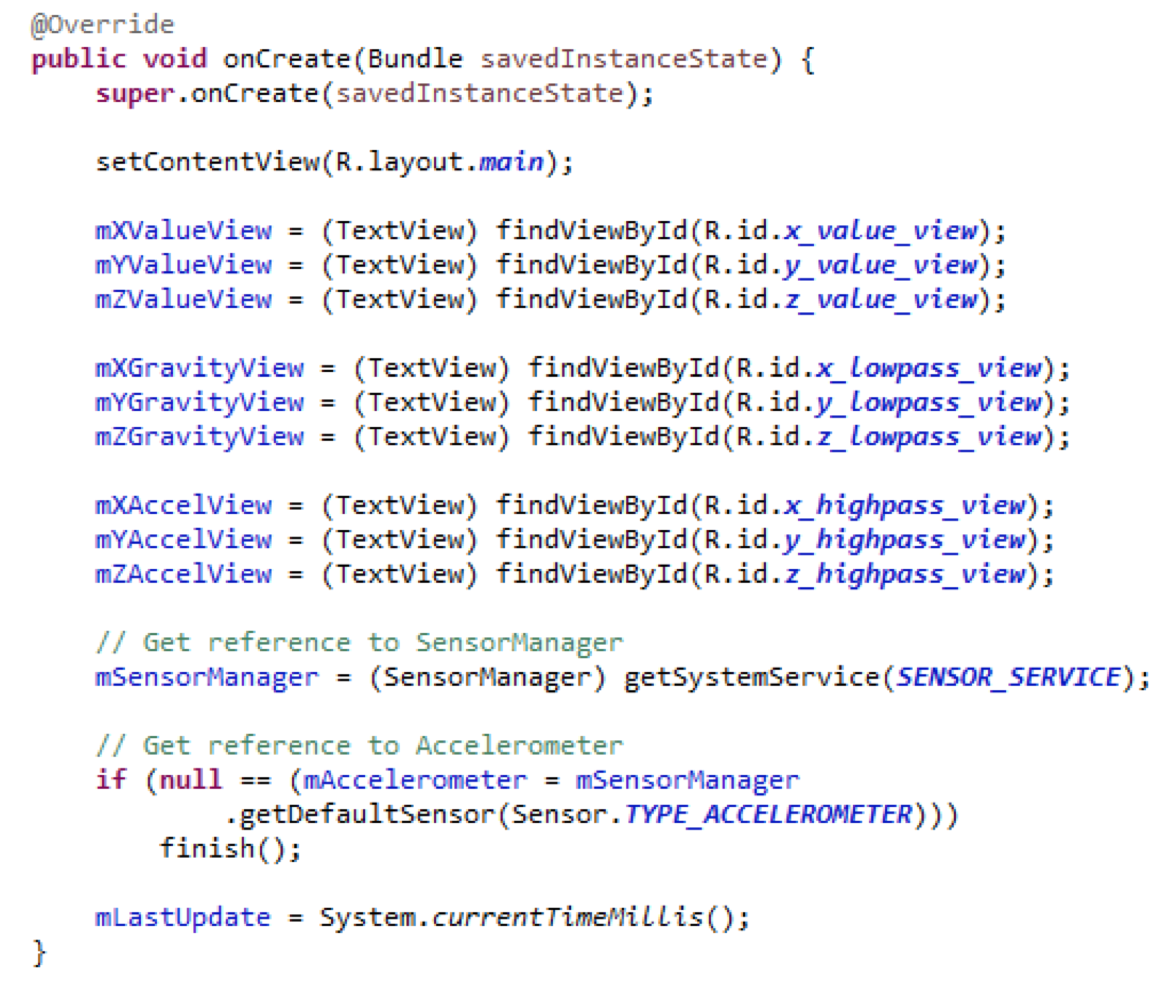 @Override
public void onCreate(Bundle savedInstanceState) {
super.onCreate(savedInstanceState);
setContentView(R.layout.main);
mXValueView = (TextView) findViewById(R.id.x_value_view);
mYValueView = (TextView) findViewById(R.id.y_value_view);
mZValueView = (TextView) findViewById(R.id.z_value_view);
mXGravityView = (TextView) findViewById(R.id.x_lowpass_view);
mYGravityView = (TextView) findViewById(R.id.y_lowpass_view);
mZGravityView = (TextView) findViewById(R.id.z_lowpass_view);
mXAccelView = (TextView) findViewById(R.id.x_highpass_view);
mYAccelView = (TextView) findViewById(R.id.y_highpass_view);
mZAccelView = (TextView) findViewById(R.id.z_highpass_view);
// Get reference to SensorManager
mSensorManager = (SensorManager) getSystemService(SENSOR_SERVICE);
// Get reference to Accelerometer
if (null == (mAccelerometer = mSensorManager
.getDefaultSensor(Sensor.TYPE_ACCELEROMETER)))
finish();
mLastUpdate = System.currentTimeMillis();
}